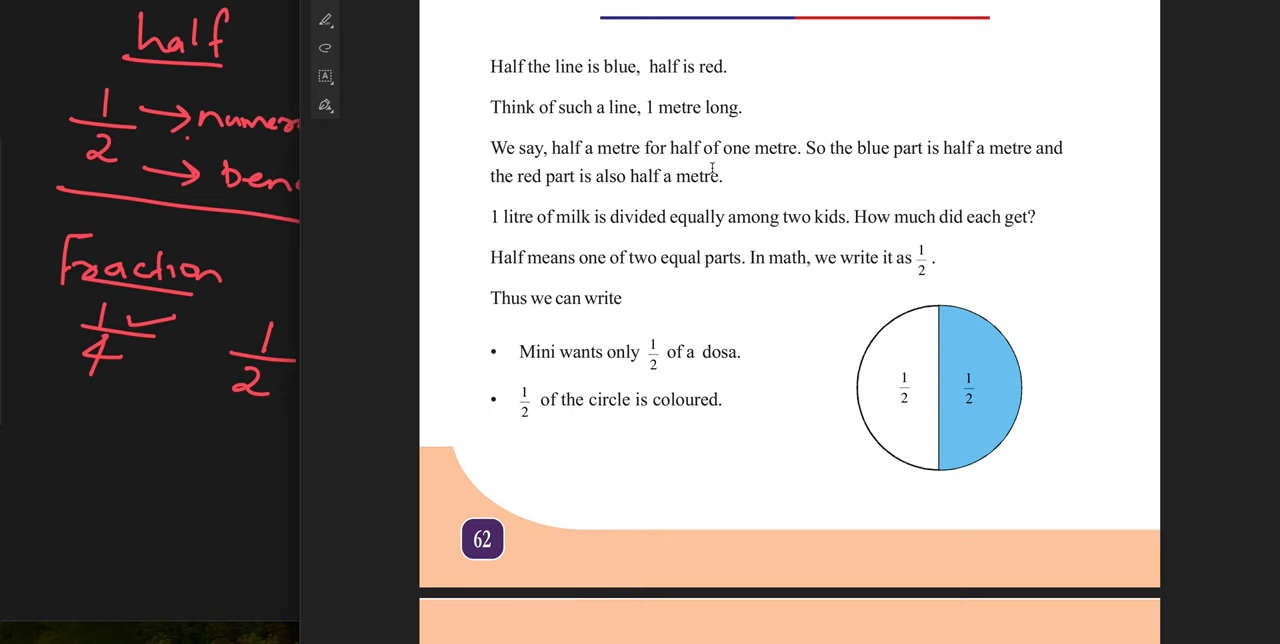 half
1/2 → numer
→ Deno
Fraction
1/4
1/2
Half the line is blue, half is red.
Think of such a line, 1 metre long.
We say, half a metre for half of one metre. So the blue part is half a metre and
the red part is also half a metre.
1 litre of milk is divided equally among two kids. How much did each get?
Half means one of two equal parts. In math, we write it as 1/2 .
Thus we can write
• Mini wants only 1/2 of a dosa.
• 1/2 of the circle is coloured.
1/2 1/2
62